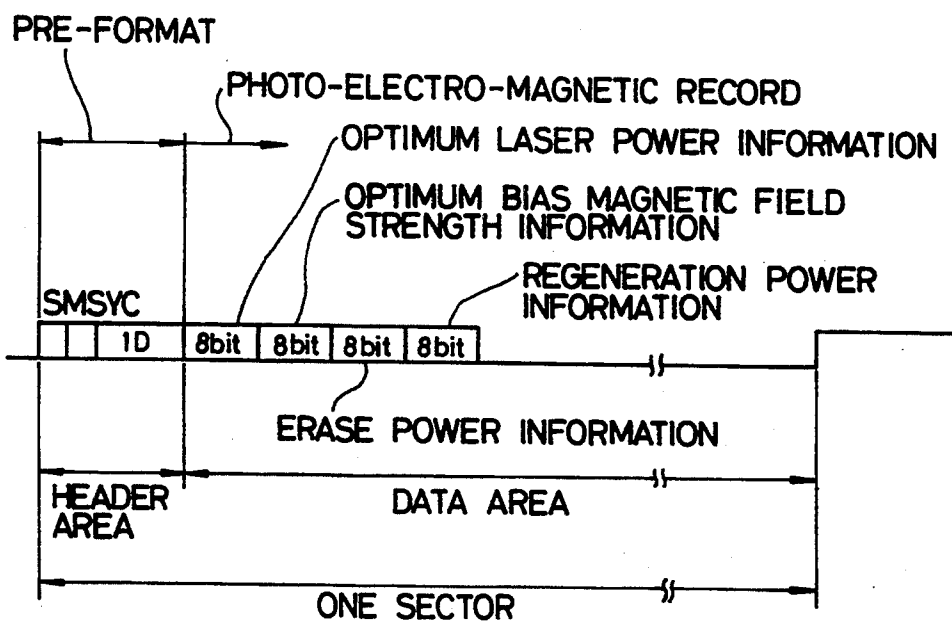 PRE-FORMAT
PHOTO-ELECTRO-MAGNETIC RECORD
OPTIMUM LASER POWER INFORMATION
OPTIMUM BIAS MAGNETIC FIELD
STRENGTH INFORMATION
REGENERATION POWER
INFORMATION
SMSYC
1D 8bit 8bit 8bit 8bit
ERASE POWER INFORMATION
HEADER
AREA
DATA AREA
ONE SECTOR